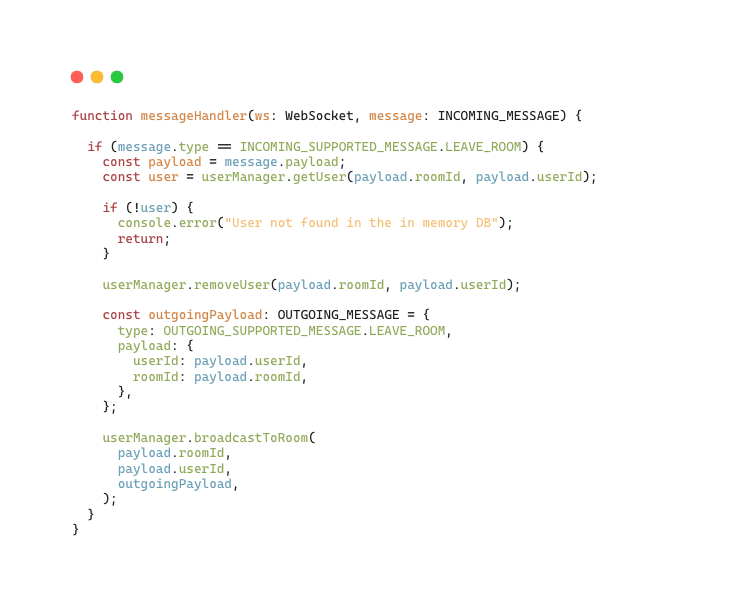 function messageHandler(ws: WebSocket, message: INCOMING_MESSAGE) {
if (message.type == INCOMING_SUPPORTED_MESSAGE.LEAVE_ROOM) {
const payload = message.payload;
const user = userManager.getUser(payload.roomId, payload.userId);
if (!user) {
console.error("User not found in the in memory DB");
return;
}
userManager.removeUser(payload.roomId, payload.userId);
const outgoingPayload: OUTGOING_MESSAGE = {
type: OUTGOING_SUPPORTED_MESSAGE.LEAVE_ROOM,
payload: {
userId: payload.userId,
roomId: payload.roomId,
},
};
userManager.broadcastToRoom(
payload.roomId,
payload.userId,
outgoingPayload,
);
}
}